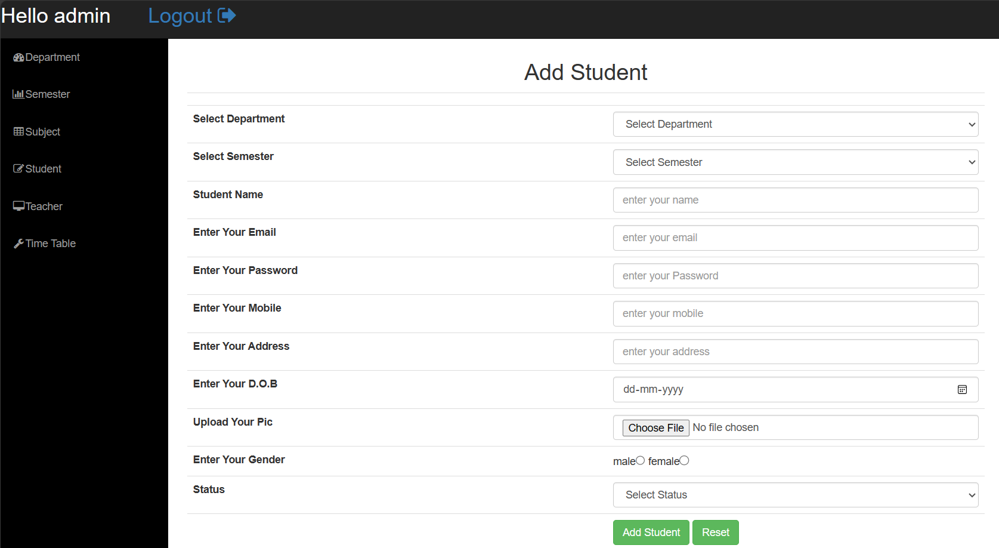 Hello admin Logout
Department
Semester
Subject
Student
Teacher
Time Table
Add Student
Select Department Select Department
Select Semester Select Semester
Student Name enter your name
Enter Your Email enter your email
Enter Your Password enter your Password
Enter Your Mobile enter your mobile
Enter Your Address enter your address
Enter Your D.O.B dd-mm-yyyy
Upload Your Pic Choose File No file chosen
Enter Your Gender male female
Status Select Status
Add Student Reset